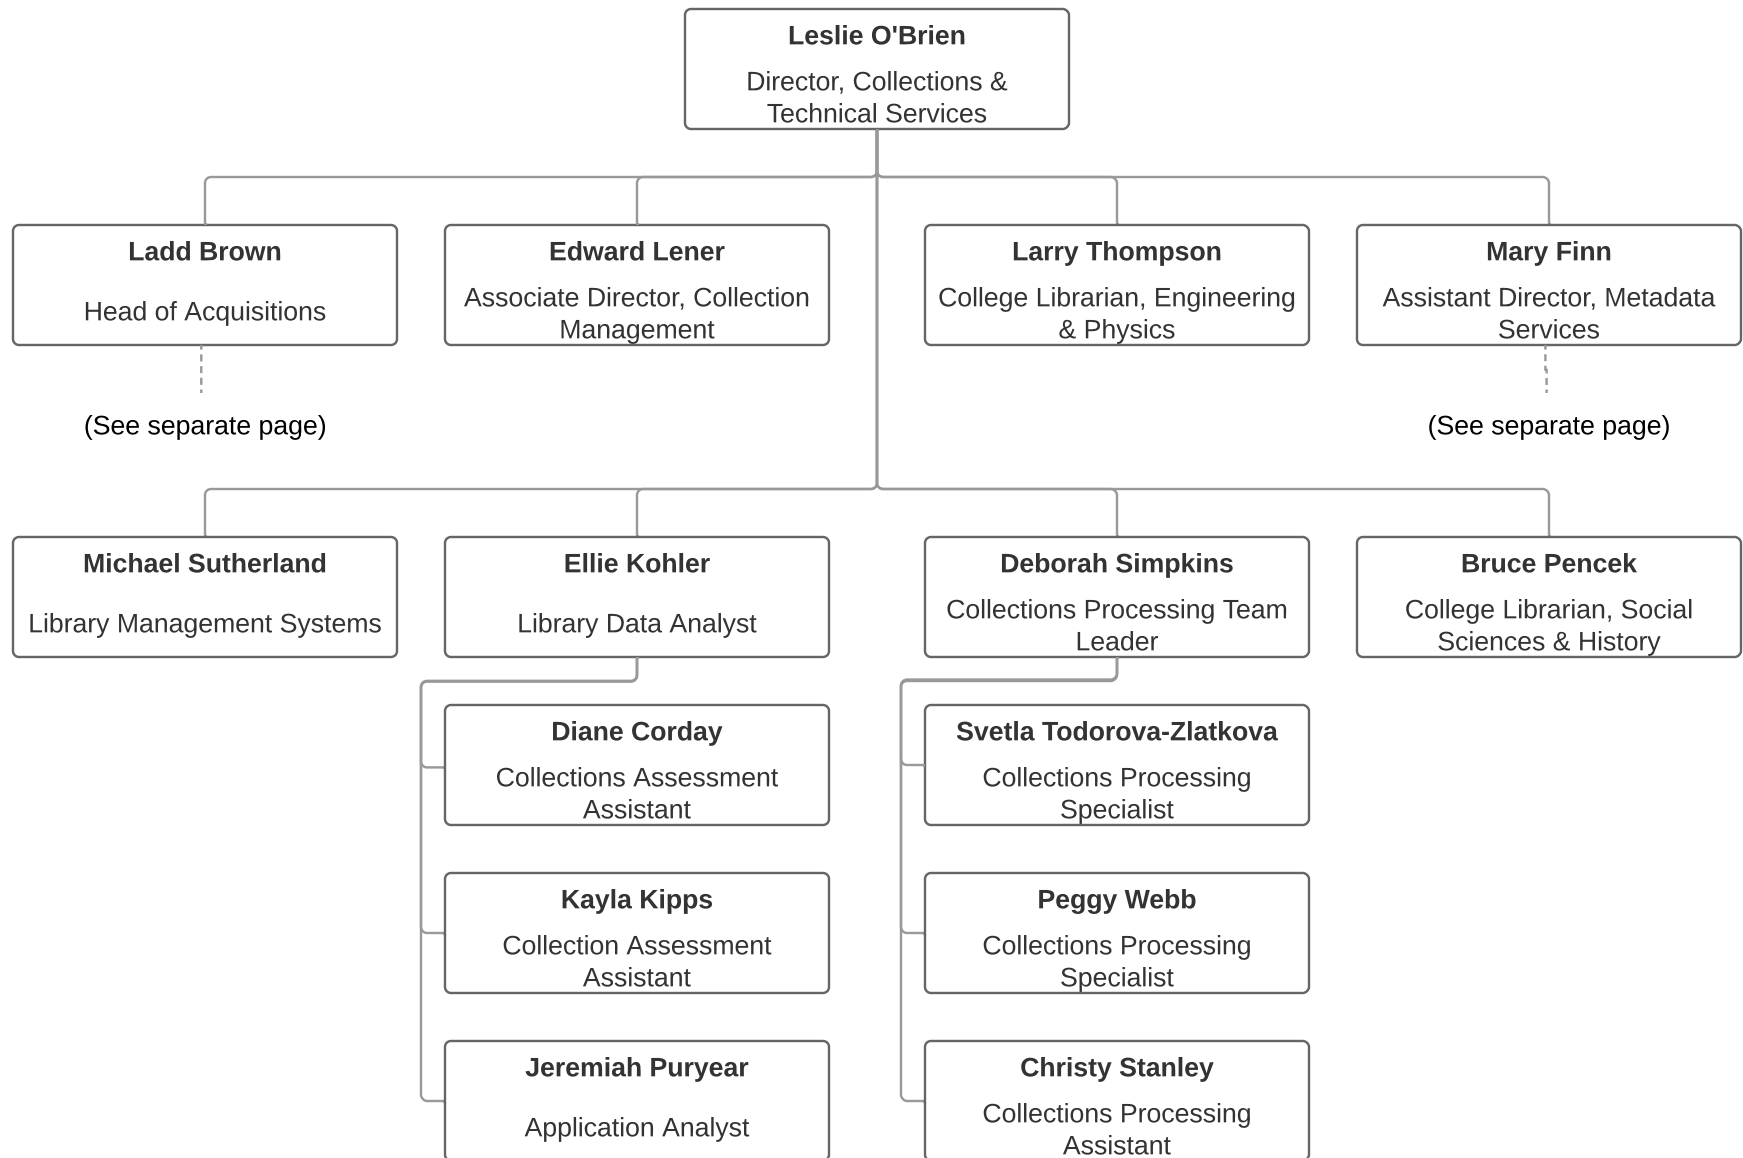 Leslie O'Brien
Director, Collections &
Technical Services
Ladd Brown
Head of Acquisitions
Edward Lener
Associate Director, Collection
Management
Larry Thompson
College Librarian, Engineering
& Physics
Mary Finn
Assistant Director, Metadata
Services
(See separate page)
(See separate page)
Michael Sutherland
Library Management Systems
Ellie Kohler
Library Data Analyst
Deborah Simpkins
Collections Processing Team
Leader
Bruce Pencek
College Librarian, Social
Sciences & History
Diane Corday
Collections Assessment
Assistant
Svetla Todorova-Zlatkova
Collections Processing
Specialist
Kayla Kipps
Collection Assessment
Assistant
Peggy Webb
Collections Processing
Specialist
Jeremiah Puryear
Application Analyst
Christy Stanley
Collections Processing
Assistant